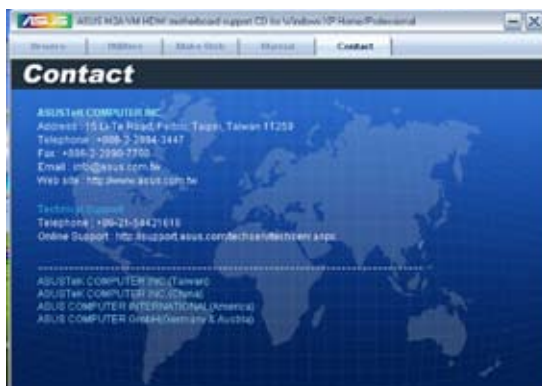 ASUS M2A-VM HDMI motherboard support CD for Windows XP Home/Professional
Drivers Utilities Make Disk Manual Contact
Contact
ASUSTeK COMPUTER INC.
Address : 15 Li-Te Road, Peitou, Taipei, Taiwan 11259
Telephone : +886-2-2894-3447
Fax : +886-2-2890-7798
Email : info@asus.com.tw
Web site : http://www.asus.com.tw
Technical Support
Telephone : +86-21-54421616
Online Support : http://support.asus.com/techserv/techserv.aspx
ASUSTeK COMPUTER INC.(Taiwan)
ASUSTeK COMPUTER INC.(China)
ASUS COMPUTER INTERNATIONAL(America)
ASUS COMPUTER GmbH(Germany & Austria)